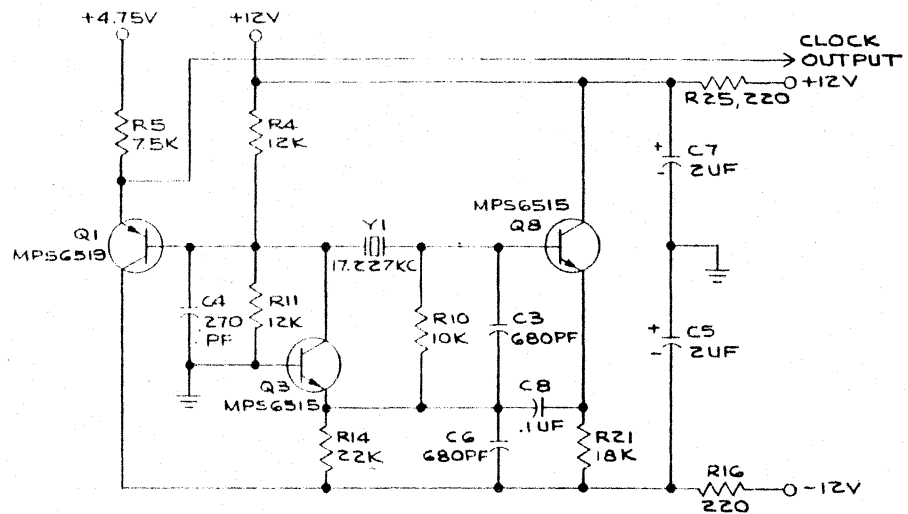 +4.75V
+12V
CLOCK
OUTPUT
+12V
R25,220
R5
7.5K
R4
12K
+
C7
-
2UF
MPS6515
Q8
Q1
MPS6519
Y1
17.227KC
C4
270
PF
R11
12K
R10
10K
C3
680PF
+
C5
-
2UF
Q3
MPS6515
C8
.1UF
R14
22K
C6
680PF
R21
18K
R16
220
-12V